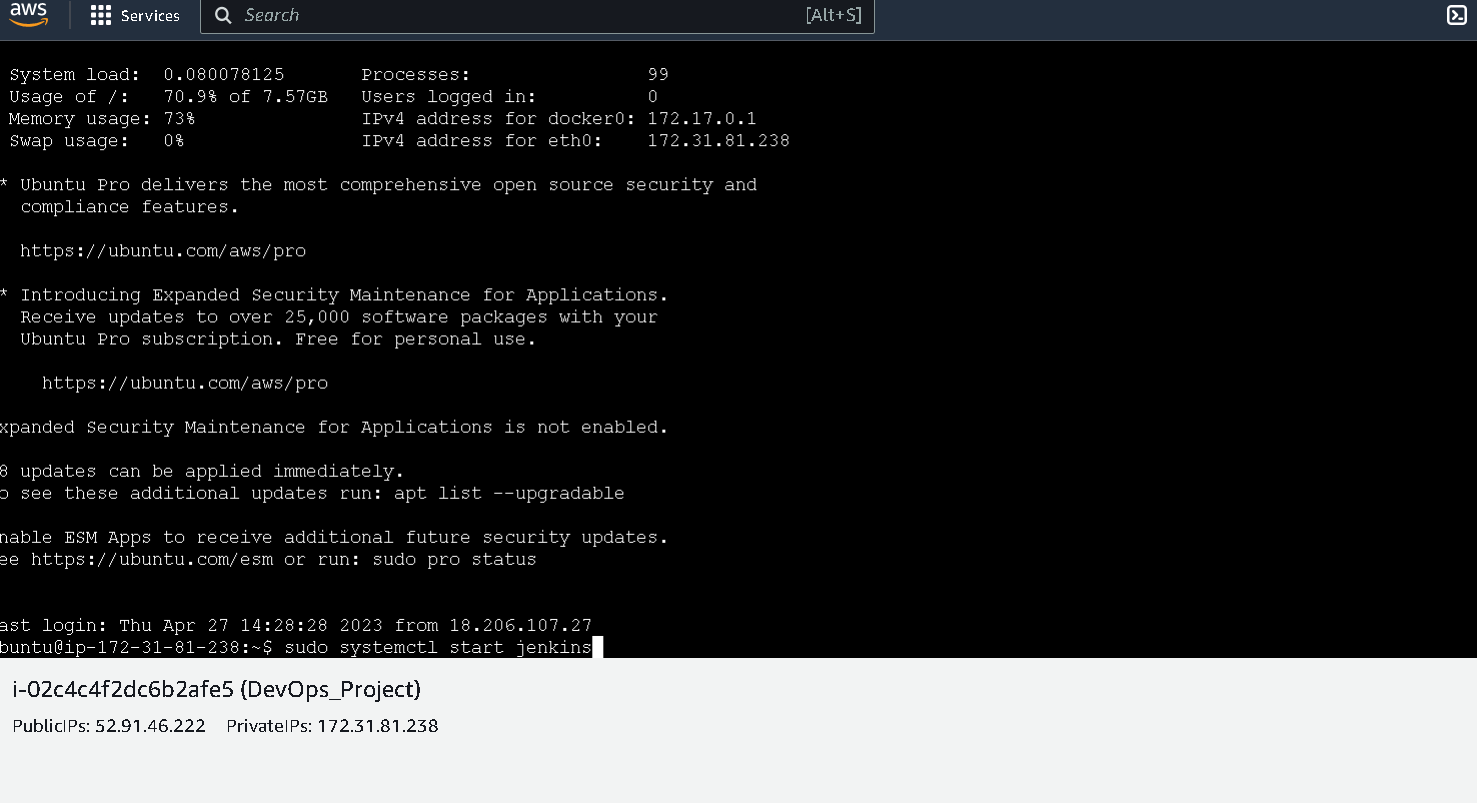 aws
Services
Search
[Alt+S]
System load: 0.080078125 Processes: 99
Usage of /: 70.9% of 7.57GB Users logged in: 0
Memory usage: 73% IPv4 address for docker0: 172.17.0.1
Swap usage: 0% IPv4 address for eth0: 172.31.81.238
* Ubuntu Pro delivers the most comprehensive open source security and
compliance features.
https://ubuntu.com/aws/pro
* Introducing Expanded Security Maintenance for Applications.
Receive updates to over 25,000 software packages with your
Ubuntu Pro subscription. Free for personal use.
https://ubuntu.com/aws/pro
xpanded Security Maintenance for Applications is not enabled.
8 updates can be applied immediately.
o see these additional updates run: apt list --upgradable
nable ESM Apps to receive additional future security updates.
ee https://ubuntu.com/esm or run: sudo pro status
ast login: Thu Apr 27 14:28:28 2023 from 18.206.107.27
buntu@ip-172-31-81-238:~$ sudo systemctl start jenkins
i-02c4c4f2dc6b2afe5 (DevOps_Project)
PublicIPs: 52.91.46.222 PrivateIPs: 172.31.81.238